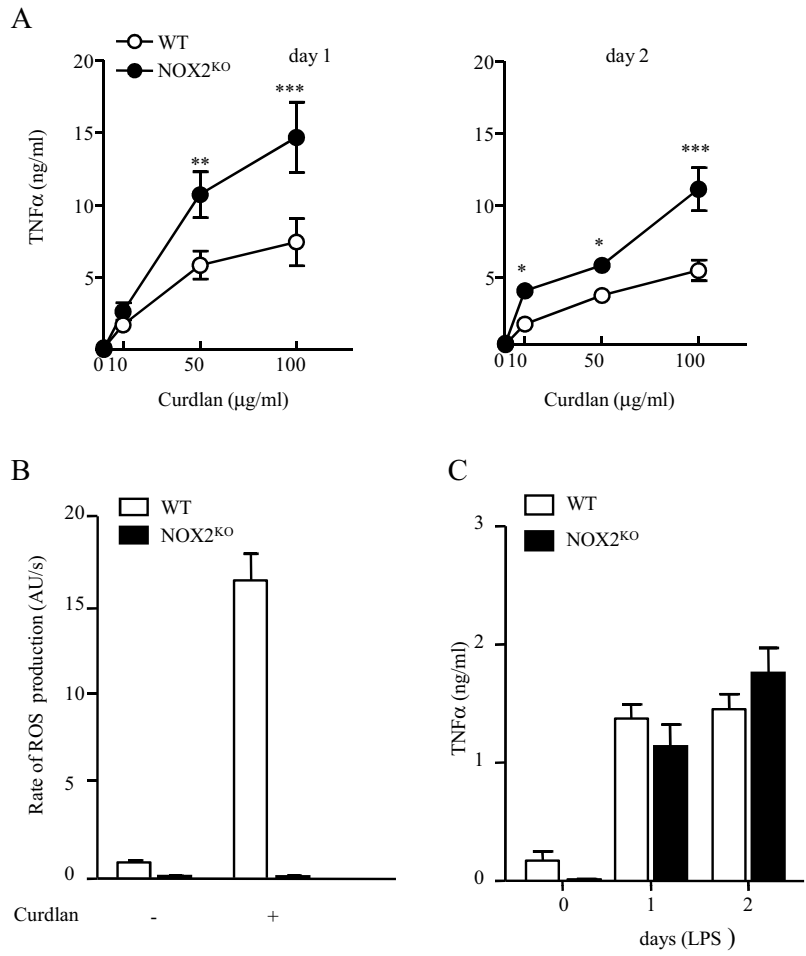 A
WT
NOX2KO
day 1
day 2
20
15
10
5
TNFα (ng/ml)
**
***
0 10 50 100
Curdlan (μg/ml)
20
15
10
5
*
*
***
0 10 50 100
Curdlan (μg/ml)
B
WT
NOX2KO
20
15
10
5
0
Rate of ROS production (AU/s)
Curdlan - +
C
WT
NOX2KO
3
2
1
0
TNFα (ng/ml)
0 1 2
days (LPS )